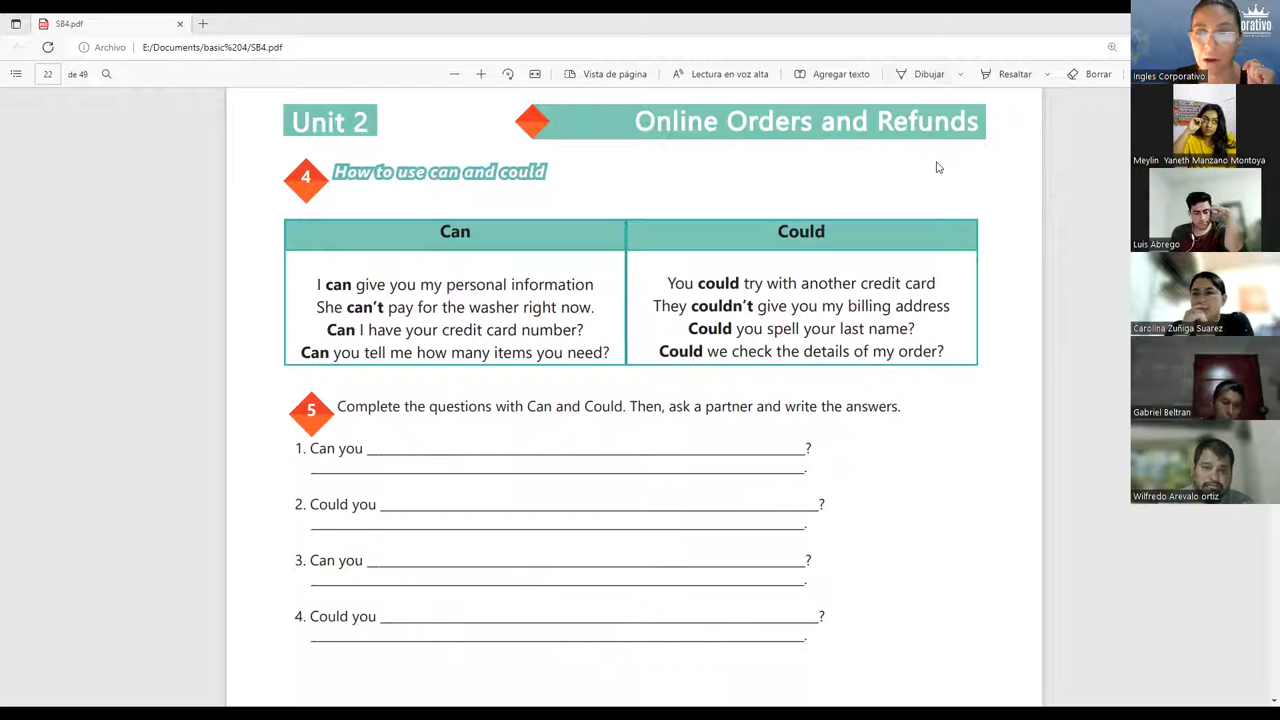 SB4.pdf
Archivo
E:/Documents/basic%204/SB4.pdf
22
de 49
Vista de página
Lectura en voz alta
Agregar texto
Dibujar
Resaltar
Borrar
Unit 2
Online Orders and Refunds
4
How to use can and could
Can
Could
I can give you my personal information
She can't pay for the washer right now.
Can I have your credit card number?
Can you tell me how many items you need?
You could try with another credit card
They couldn't give you my billing address
Could you spell your last name?
Could we check the details of my order?
5
Complete the questions with Can and Could. Then, ask a partner and write the answers.
1. Can you ?
.
2. Could you ?
.
3. Can you ?
.
4. Could you ?
.
orativo
Ingles Corporativo
Meylin Yaneth Manzano Montoya
Luis Abrego
Carolina Zuñiga Suarez
Gabriel Beltran
Wilfredo Arevalo ortiz